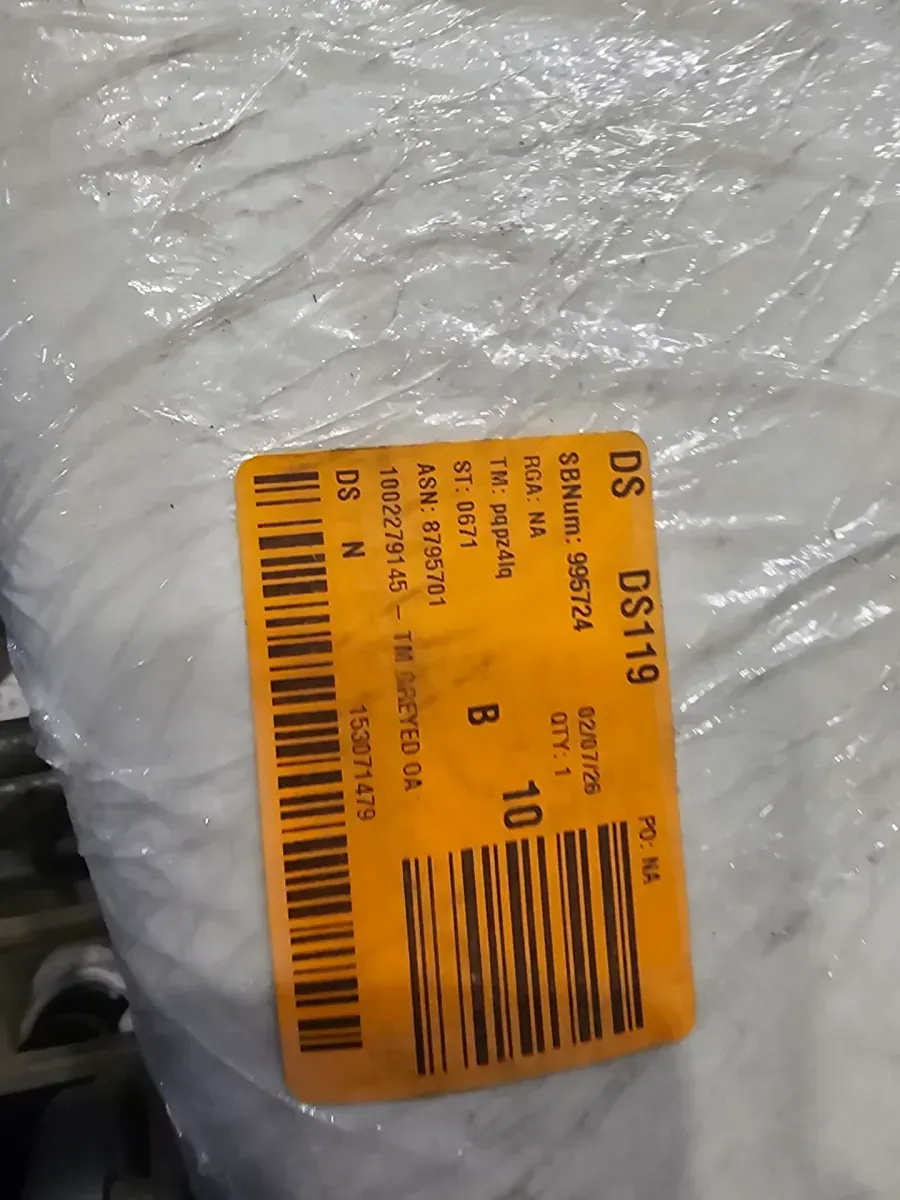 DS DS119 PO: NA
SBNum: 995724 02/07/26
RGA: NA QTY: 1
TM: pqpz4lq 10
ST: 0671 B
ASN: 8795701
1002279145 - TM GREYED OA
DS N 153071479